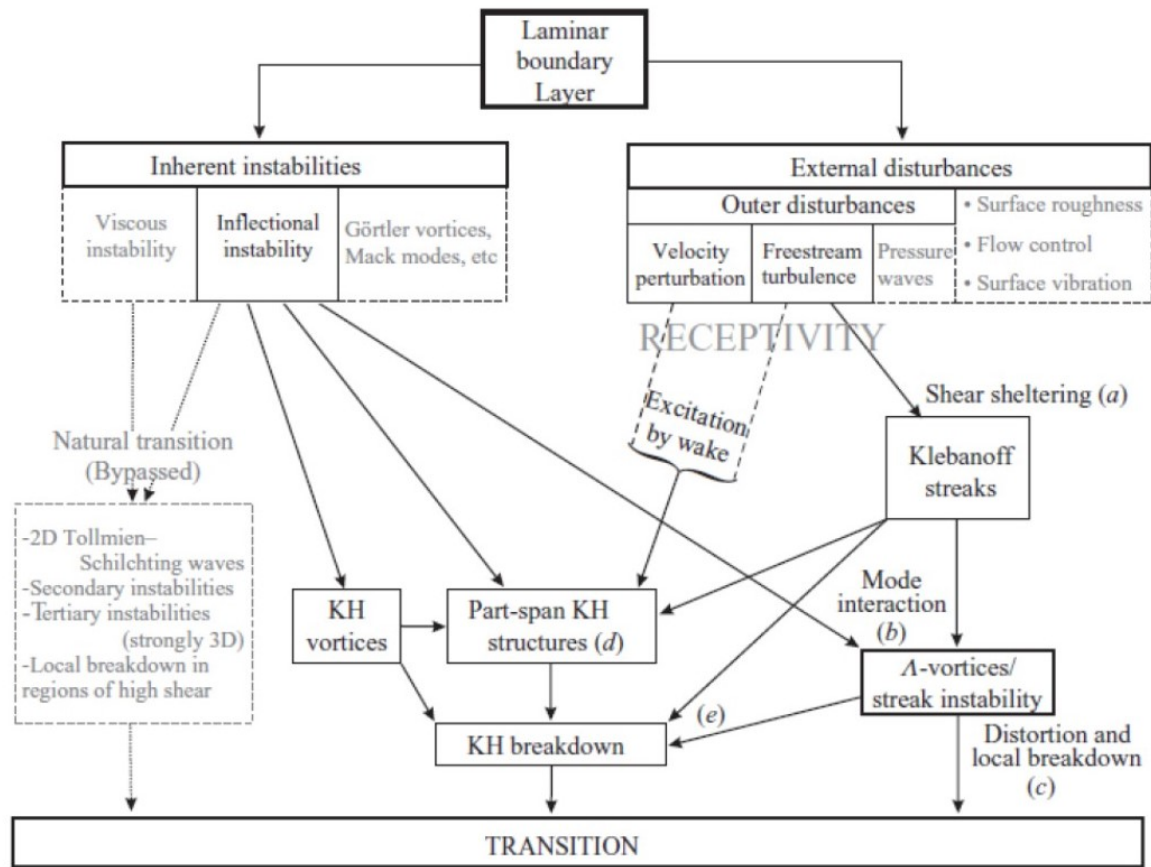 Laminar
boundary
Layer
Inherent instabilities
Viscous
instability
Inflectional
instability
Görtler vortices,
Mack modes, etc
External disturbances
Outer disturbances
Velocity
perturbation
Freestream
turbulence
Pressure
waves
• Surface roughness
• Flow control
• Surface vibration
RECEPTIVITY
Excitation
by wake
Shear sheltering (a)
Klebanoff
streaks
Natural transition
(Bypassed)
-2D Tollmien–
Schilchting waves
-Secondary instabilities
-Tertiary instabilities
(strongly 3D)
-Local breakdown in
regions of high shear
KH
vortices
Part-span KH
structures (d)
Mode
interaction
(b)
Λ-vortices/
streak instability
(e)
KH breakdown
Distortion and
local breakdown
(c)
TRANSITION